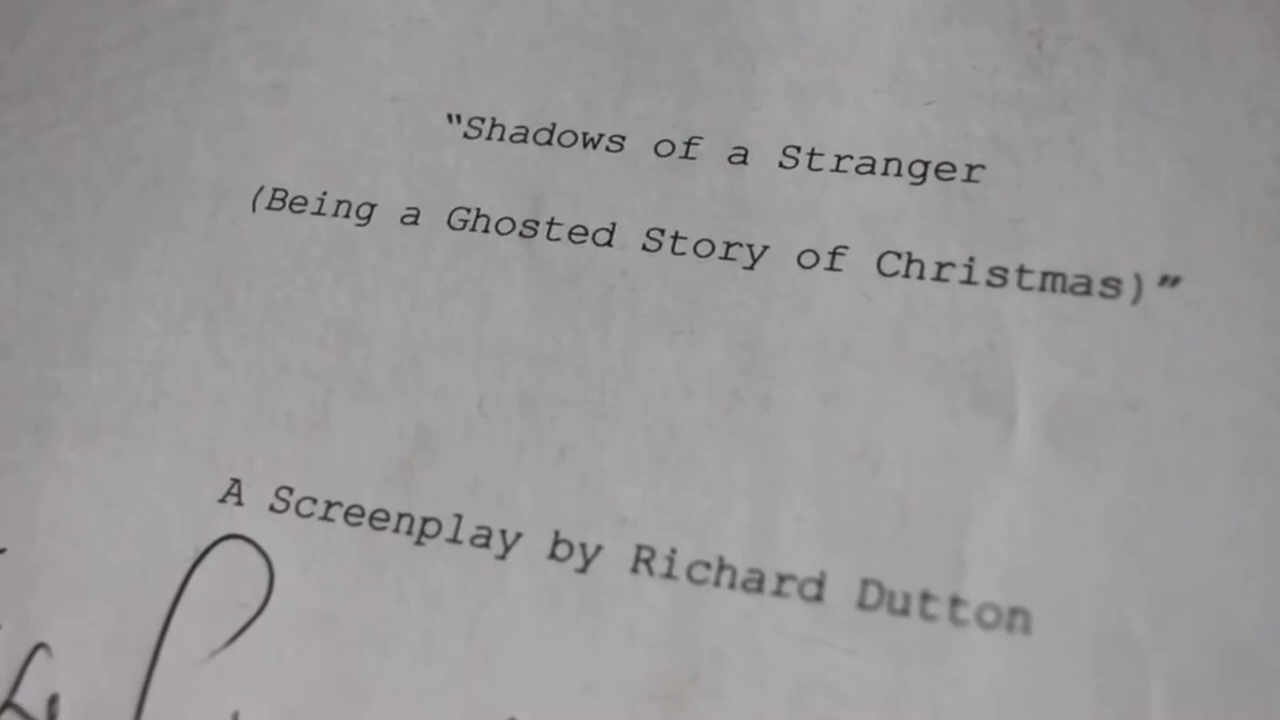 "Shadows of a Stranger
(Being a Ghosted Story of Christmas)"
A Screenplay by Richard Dutton